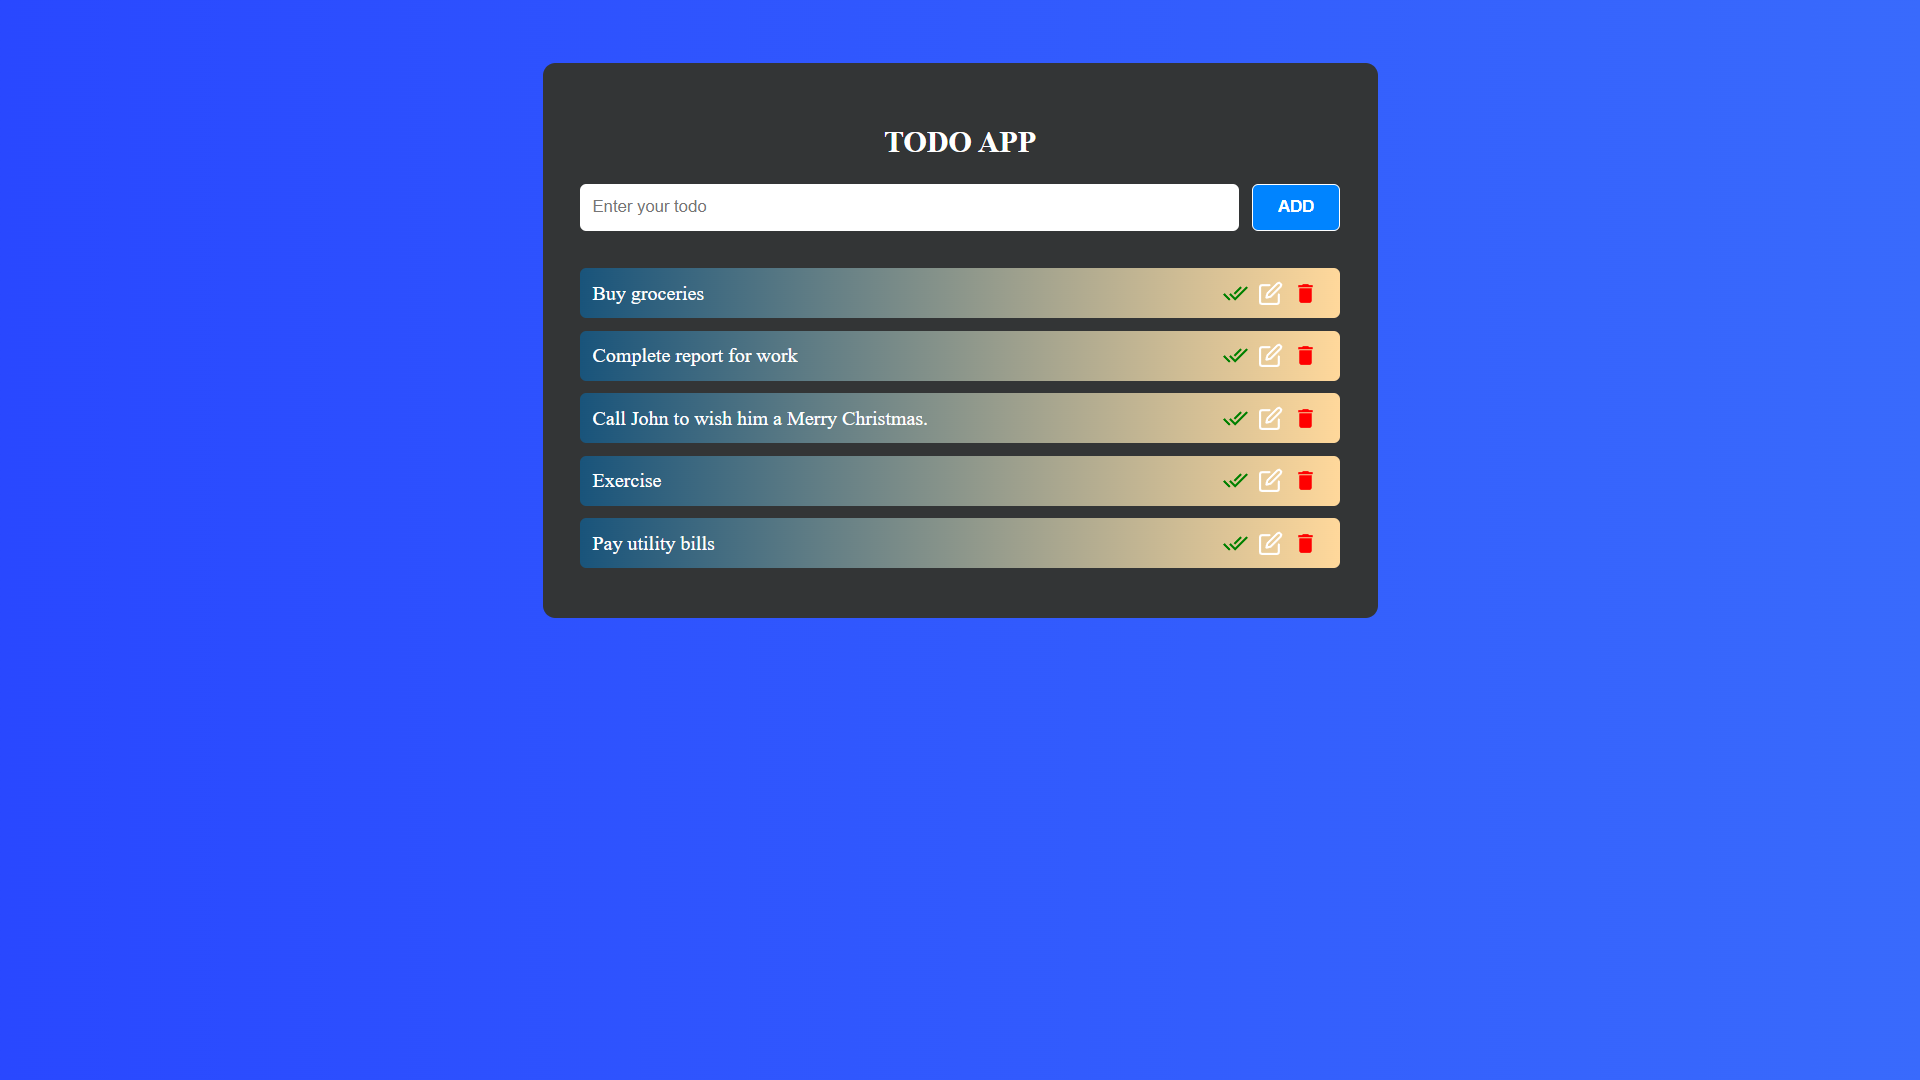 TODO APP
Enter your todo
ADD
Buy groceries
Complete report for work
Call John to wish him a Merry Christmas.
Exercise
Pay utility bills